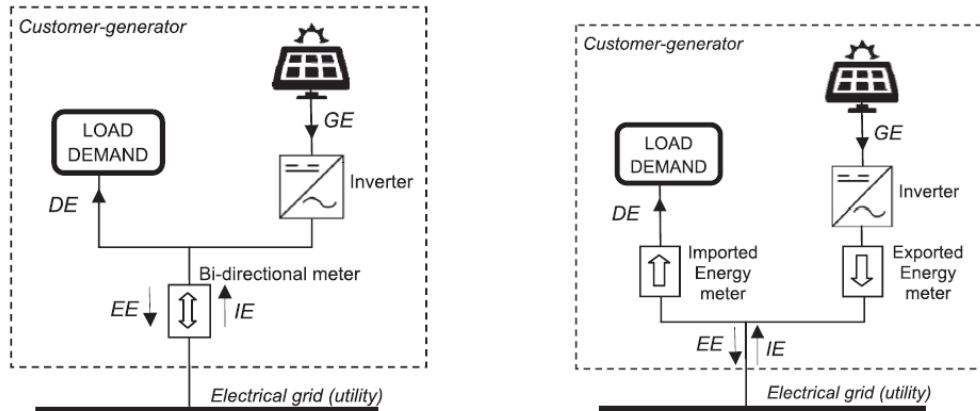 Customer-generator
GE
LOAD
DEMAND
Inverter
DE
Bi-directional meter
EE
IE
Electrical grid (utility)
Customer-generator
GE
LOAD
DEMAND
Inverter
DE
Imported
Energy
meter
Exported
Energy
meter
EE
IE
Electrical grid (utility)